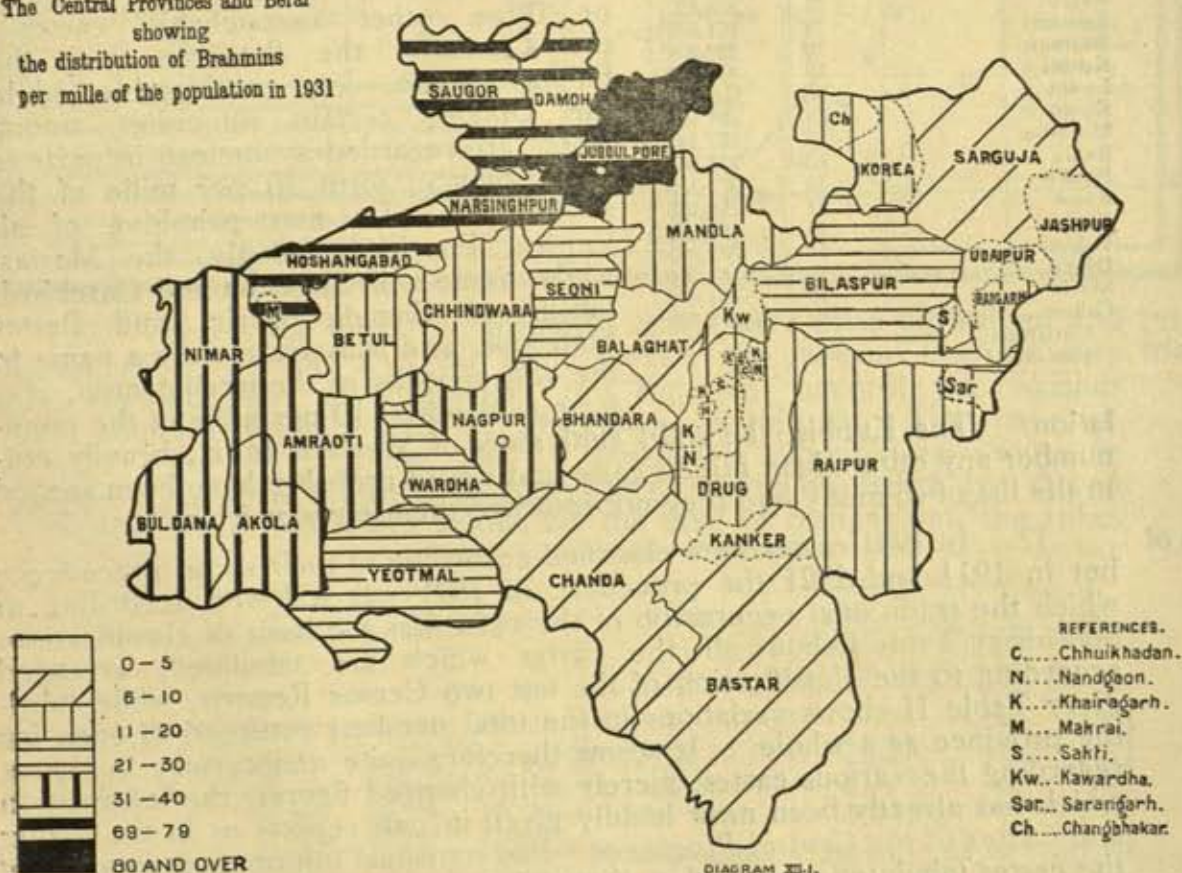 The Central Provinces and Berar
showing
the distribution of Brahmins
per mille of the population in 1931
SAUGOR
DAMOH
JUBBULPORE
NARSINGHPUR
HOSHANGABAD
M
NIMAR
BETUL
CHHINDWARA
SEONI
MANDLA
Ch
KOREA
SARGUJA
JASHPUR
UDAIPUR
RAIGARH
BILASPUR
S
Kw
BALAGHAT
Sar
AMRAOTI
NAGPUR
BHANDARA
K
N
DRUG
RAIPUR
WARDHA
BULDANA
AKOLA
YEOTMAL
CHANDA
KANKER
BASTAR
0-5
6-10
11-20
21-30
31-40
69-79
80 AND OVER
REFERENCES.
C....Chhuikhadan.
N....Nandgaon.
K....Khairagarh.
M....Makrai.
S....Sakti.
Kw...Kawardha.
Sar...Sarangarh.
Ch....Changbhakar.
DIAGRAM